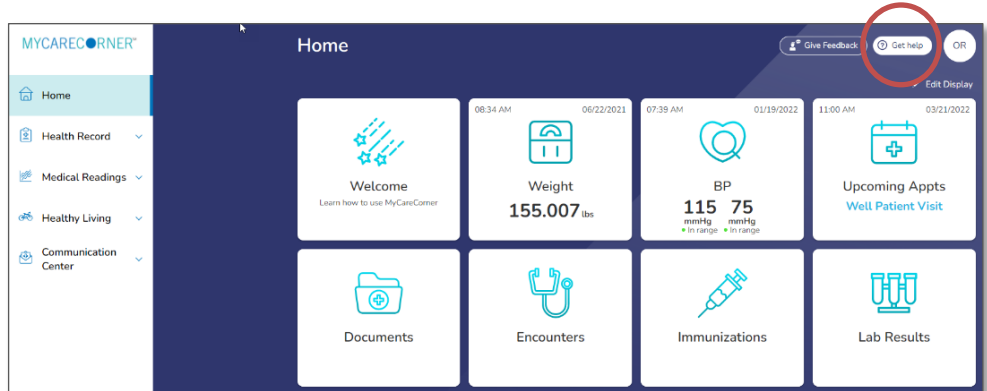 MYCARECORNER™
Home
Health Record
Medical Readings
Healthy Living
Communication
Center
Home
Give Feedback
Get help
OR
Edit Display
Welcome
Learn how to use MyCareCorner
08:34 AM 06/22/2021
Weight
155.007 lbs
07:39 AM 01/19/2022
BP
115 75
mmHg mmHg
In range In range
11:00 AM 03/21/2022
Upcoming Appts
Well Patient Visit
Documents
Encounters
Immunizations
Lab Results